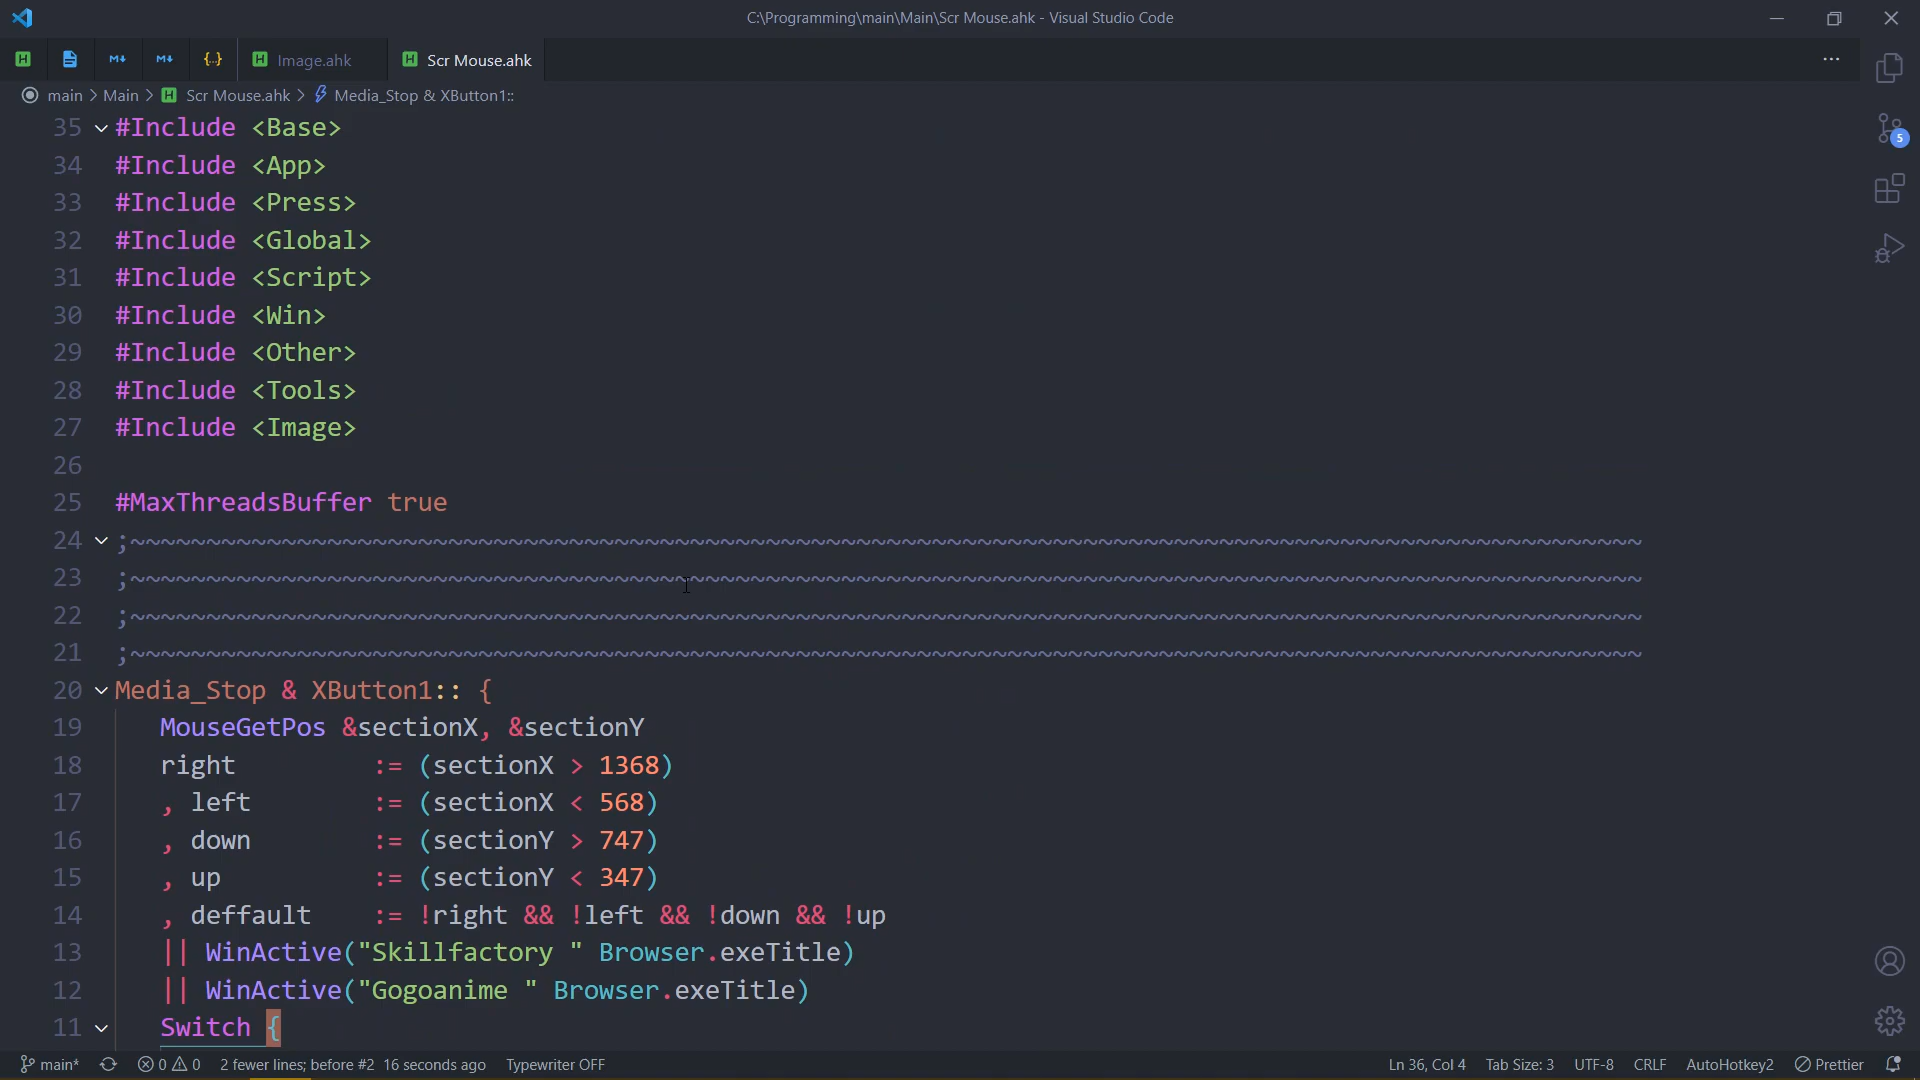 C:\Programming\main\Main\Scr Mouse.ahk - Visual Studio Code
Image.ahk
Scr Mouse.ahk
main > Main > Scr Mouse.ahk > Media_Stop & XButton1::
35 #Include <Base>
34 #Include <App>
33 #Include <Press>
32 #Include <Global>
31 #Include <Script>
30 #Include <Win>
29 #Include <Other>
28 #Include <Tools>
27 #Include <Image>
26
25 #MaxThreadsBuffer true
24 ;~~~~~~~~~~~~~~~~~~~~~~~~~~~~~~~~~~~~~~~~~~~~~~~~~~~~~~~~~~~~~~~~~~~~~~~~~~~~~~~~~~~~~~~~~~~~~~~~~~~~~
23 ;~~~~~~~~~~~~~~~~~~~~~~~~~~~~~~~~~~~~~~~~~~~~~~~~~~~~~~~~~~~~~~~~~~~~~~~~~~~~~~~~~~~~~~~~~~~~~~~~~~~~~
22 ;~~~~~~~~~~~~~~~~~~~~~~~~~~~~~~~~~~~~~~~~~~~~~~~~~~~~~~~~~~~~~~~~~~~~~~~~~~~~~~~~~~~~~~~~~~~~~~~~~~~~~
21 ;~~~~~~~~~~~~~~~~~~~~~~~~~~~~~~~~~~~~~~~~~~~~~~~~~~~~~~~~~~~~~~~~~~~~~~~~~~~~~~~~~~~~~~~~~~~~~~~~~~~~~
20 Media_Stop & XButton1:: {
19 MouseGetPos &sectionX, &sectionY
18 right := (sectionX > 1368)
17 , left := (sectionX < 568)
16 , down := (sectionY > 747)
15 , up := (sectionY < 347)
14 , deffault := !right && !left && !down && !up
13 || WinActive("Skillfactory " Browser.exeTitle)
12 || WinActive("Gogoanime " Browser.exeTitle)
11 Switch {
5
main* 0 0 2 fewer lines; before #2 16 seconds ago Typewriter OFF Ln 36, Col 4 Tab Size: 3 UTF-8 CRLF AutoHotkey2 Prettier